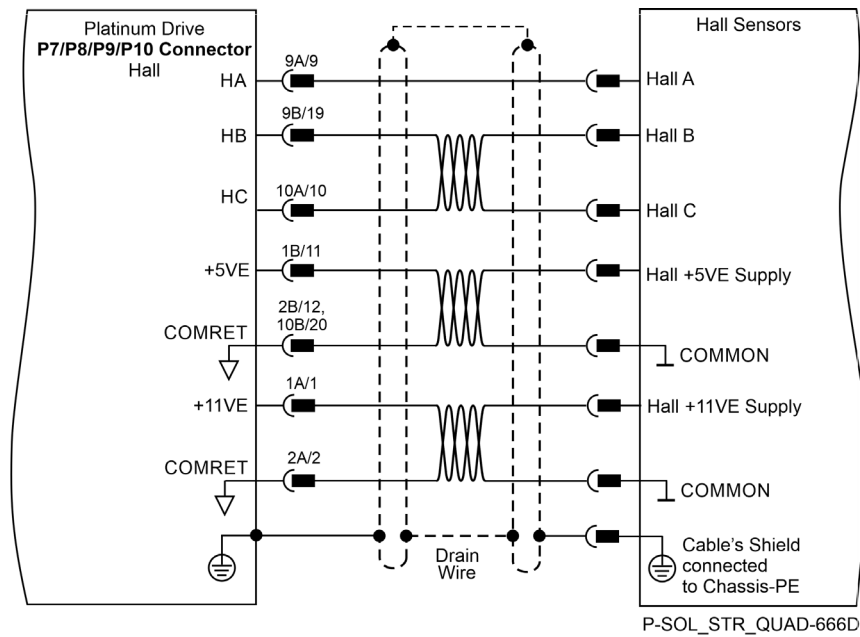 Platinum Drive
P7/P8/P9/P10 Connector
Hall
Hall Sensors
HA
9A/9
Hall A
HB
9B/19
Hall B
HC
10A/10
Hall C
+5VE
1B/11
Hall +5VE Supply
COMRET
2B/12,
10B/20
COMMON
+11VE
1A/1
Hall +11VE Supply
COMRET
2A/2
COMMON
Drain
Wire
Cable's Shield
connected
to Chassis-PE
P-SOL_STR_QUAD-666D